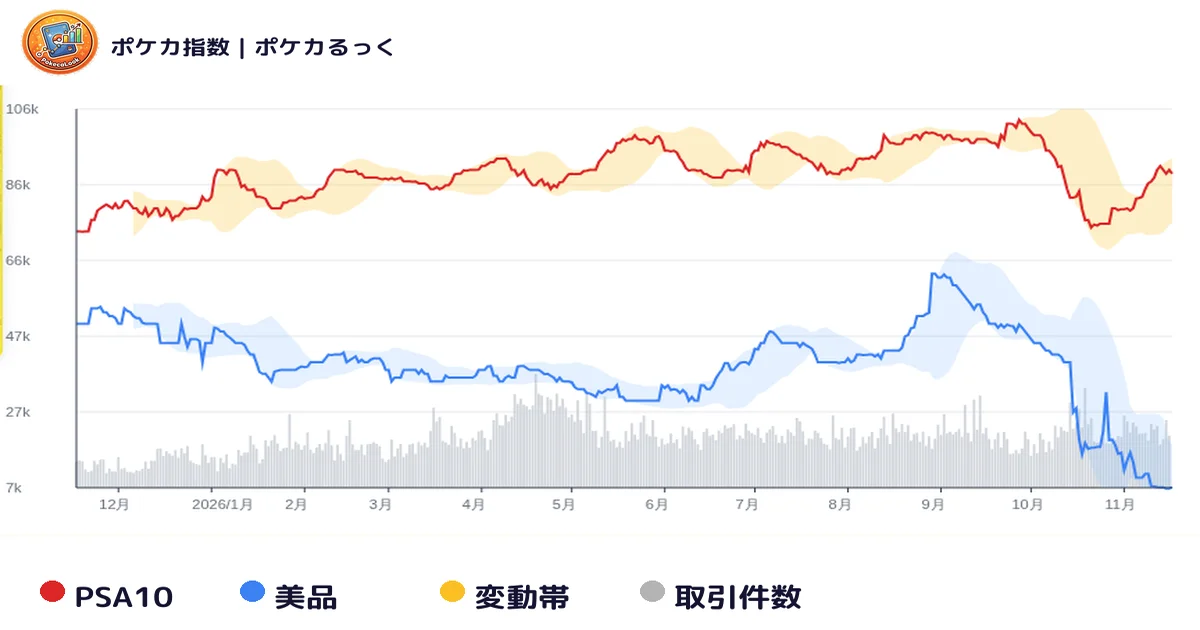 PokecaLook
ポケカ指数 | ポケカるっく
106k
86k
66k
47k
27k
7k
12月 2026/1月 2月 3月 4月 5月 6月 7月 8月 9月 10月 11月
PSA10 美品 変動帯 取引件数